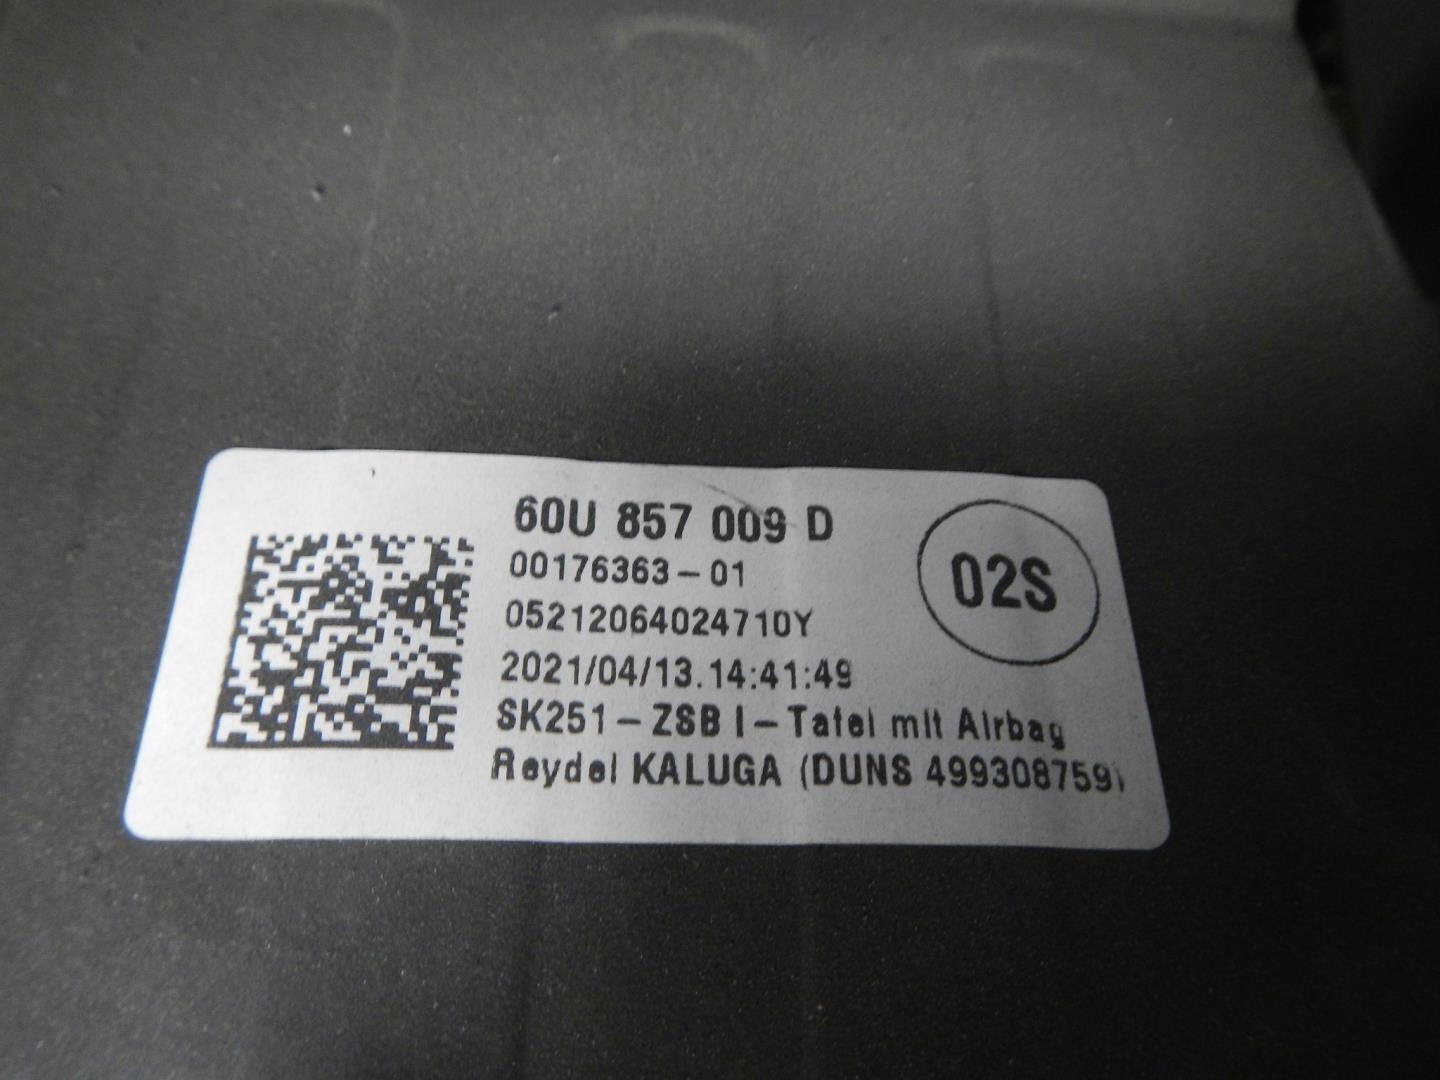 60U 857 009 D
02S
00176363-01
05212064024710Y
2021/04/13.14:41:49
SK251-ZSB I-Tafel mit Airbag
Reydel KALUGA (DUNS 499308759)